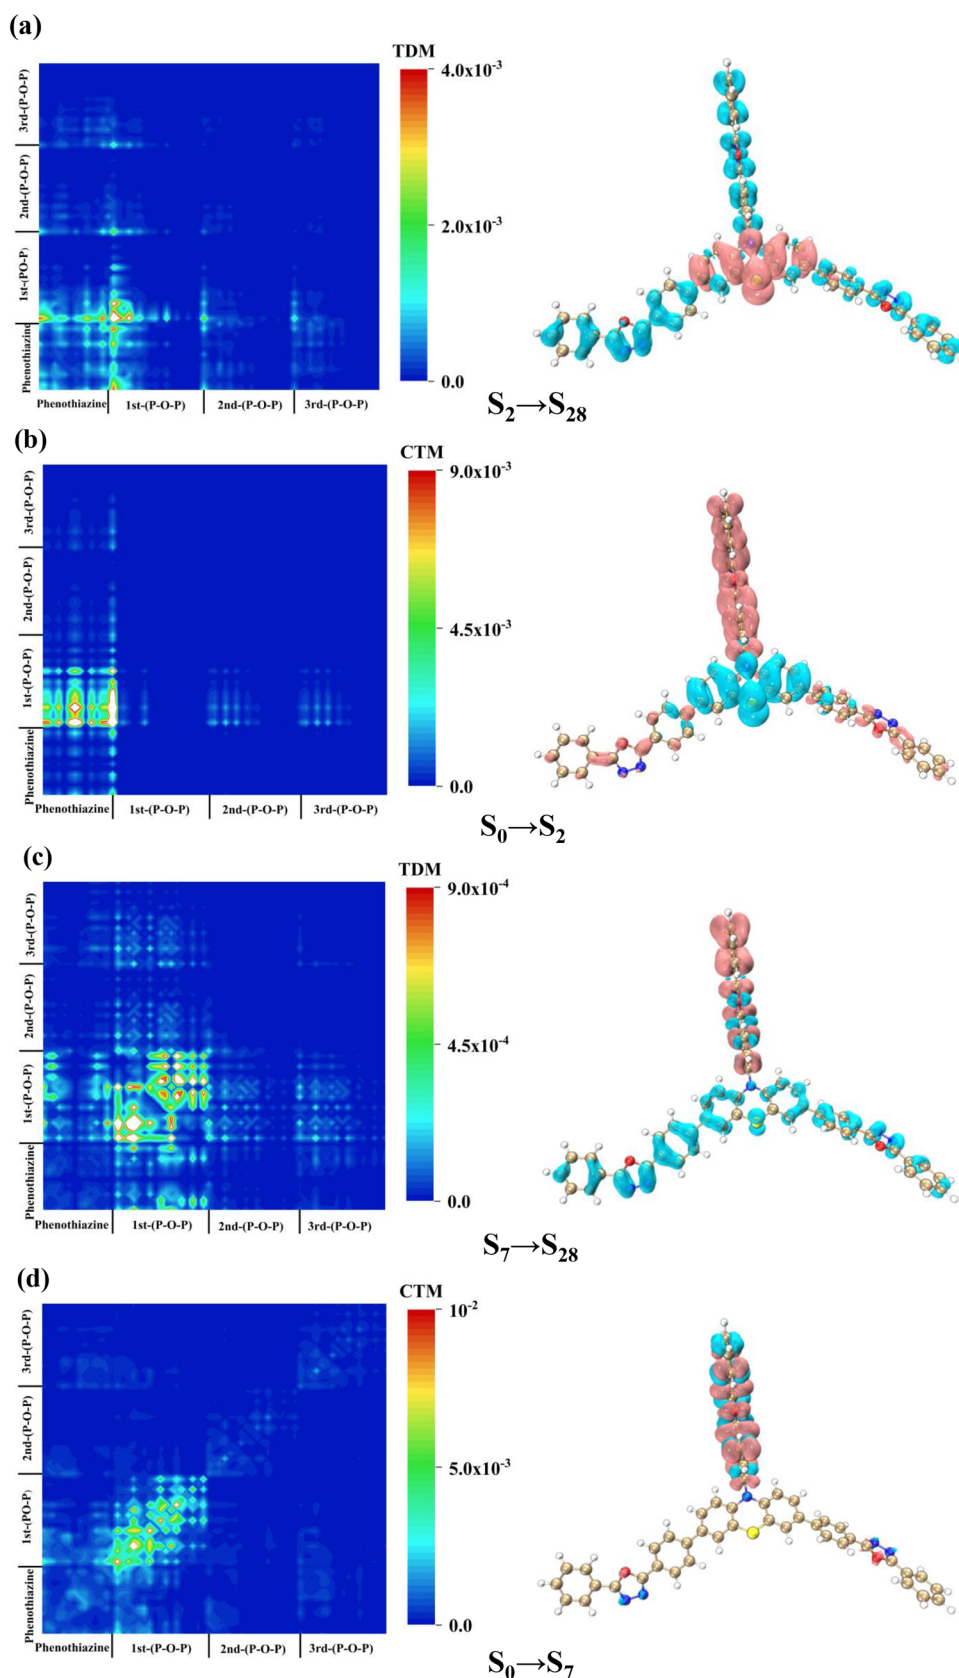 (a)
TDM
4.0x10⁻³
2.0x10⁻³
0.0
3rd-(P-O-P)
2nd-(P-O-P)
1st-(PO-P)
Phenothiazine
Phenothiazine 1st-(P-O-P) 2nd-(P-O-P) 3rd-(P-O-P)
S₂→S₂₈
(b)
CTM
9.0x10⁻³
4.5x10⁻³
0.0
3rd-(P-O-P)
2nd-(P-O-P)
1st-(P-O-P)
Phenothiazine
Phenothiazine 1st-(P-O-P) 2nd-(P-O-P) 3rd-(P-O-P)
S₀→S₂
(c)
TDM
9.0x10⁻⁴
4.5x10⁻⁴
0.0
3rd-(P-O-P)
2nd-(P-O-P)
1st-(P-O-P)
Phenothiazine
Phenothiazine 1st-(P-O-P) 2nd-(P-O-P) 3rd-(P-O-P)
S₇→S₂₈
(d)
CTM
10⁻²
5.0x10⁻³
0.0
3rd-(P-O-P)
2nd-(P-O-P)
1st-(PO-P)
Phenothiazine
Phenothiazine 1st-(P-O-P) 2nd-(P-O-P) 3rd-(P-O-P)
S₀→S₇